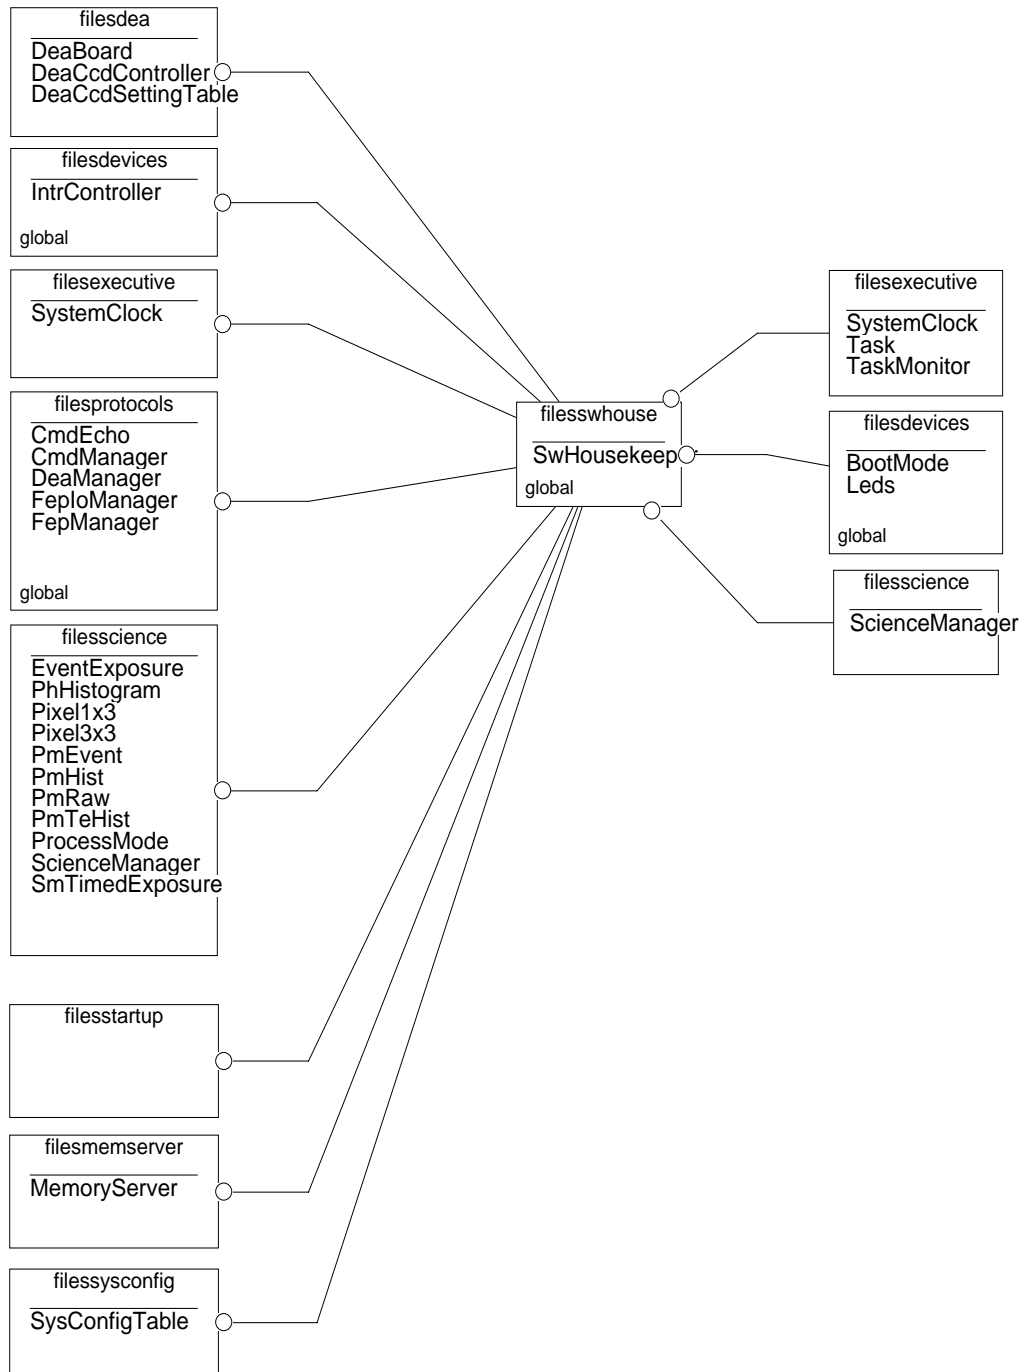 filesdea
DeaBoard
DeaCcdController
DeaCcdSettingTable
filesdevices
IntrController
global
filesexecutive
SystemClock
filesprotocols
CmdEcho
CmdManager
DeaManager
FepIoManager
FepManager
global
filesscience
EventExposure
PhHistogram
Pixel1x3
Pixel3x3
PmEvent
PmHist
PmRaw
PmTeHist
ProcessMode
ScienceManager
SmTimedExposure
filesstartup
filesmemserver
MemoryServer
filessysconfig
SysConfigTable
filesswhouse
SwHousekeeper
global
filesexecutive
SystemClock
Task
TaskMonitor
filesdevices
BootMode
Leds
global
filesscience
ScienceManager